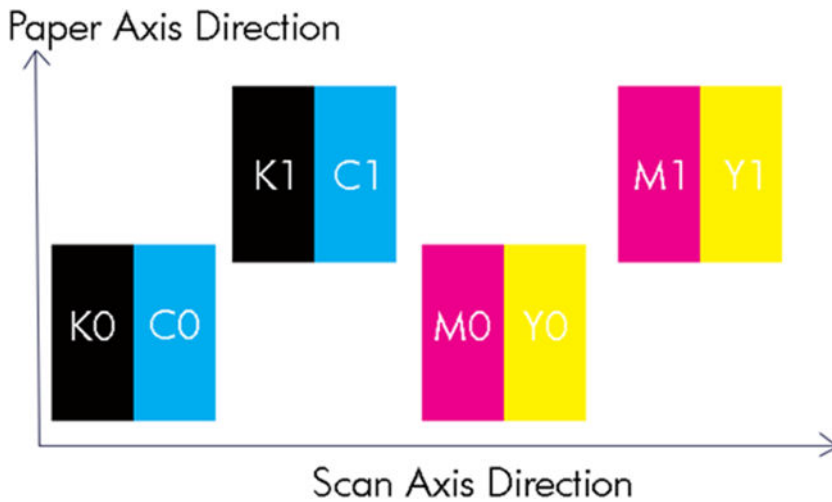 Paper Axis Direction
K1 C1 M1 Y1
K0 C0 M0 Y0
Scan Axis Direction